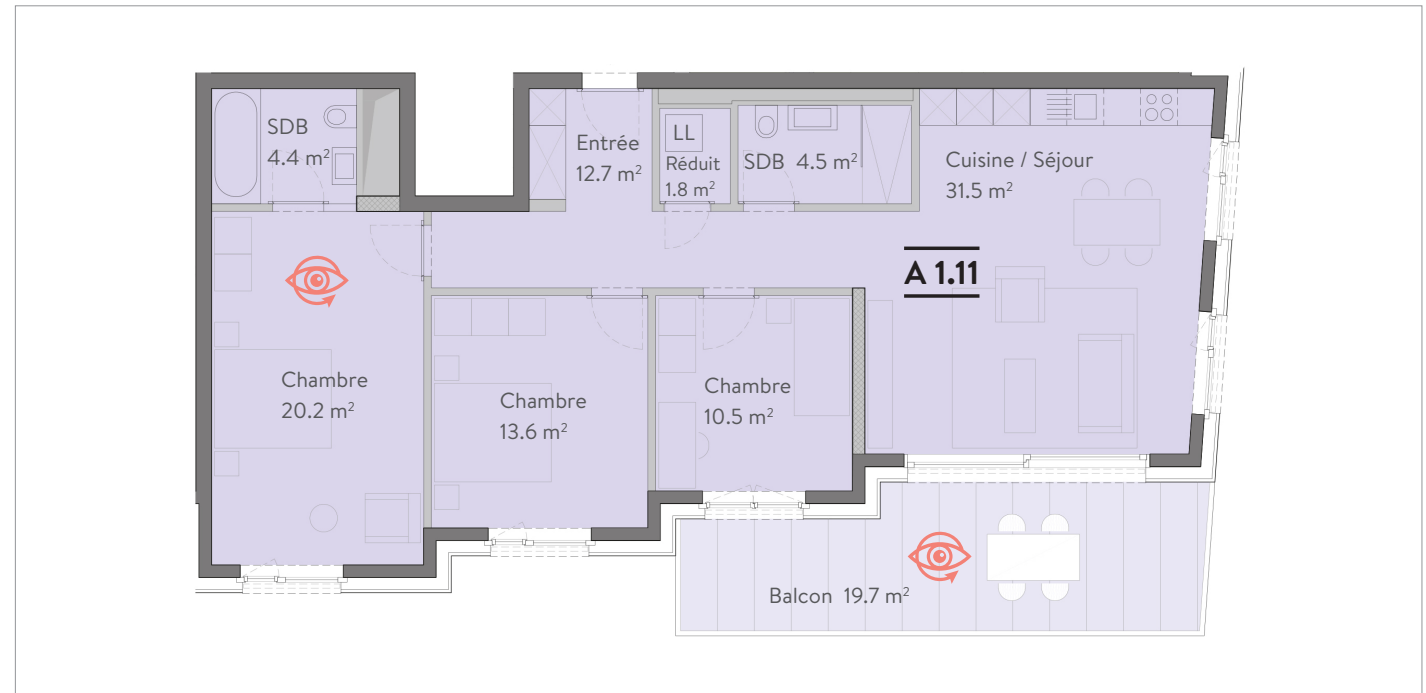 SDB
4.4 m²
Entrée
12.7 m²
LL
Réduit
1.8 m²
SDB 4.5 m²
Cuisine / Séjour
31.5 m²
A 1.11
Chambre
20.2 m²
Chambre
13.6 m²
Chambre
10.5 m²
Balcon 19.7 m²